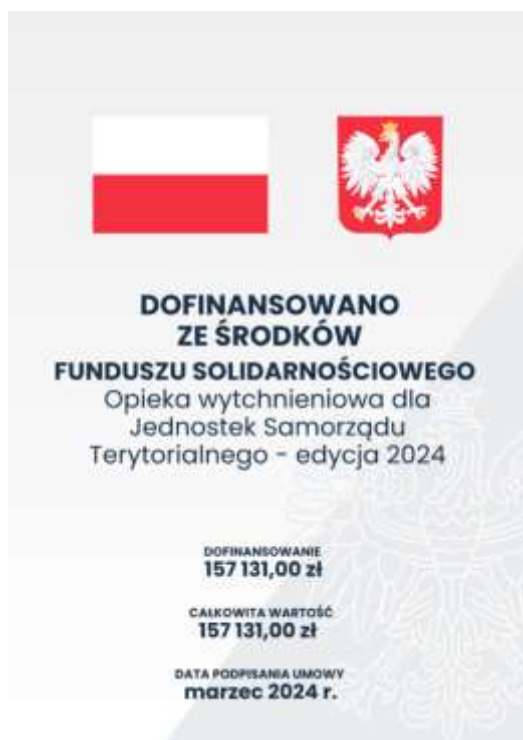 DOFINANSOWANO
ZE ŚRODKÓW
FUNDUSZU SOLIDARNOŚCIOWEGO
Opieka wytchnieniowa dla
Jednostek Samorządu
Terytorialnego - edycja 2024
DOFINANSOWANIE
157 131,00 zł
CAŁKOWITA WARTOŚĆ
157 131,00 zł
DATA PODPISANIA UMOWY
marzec 2024 r.